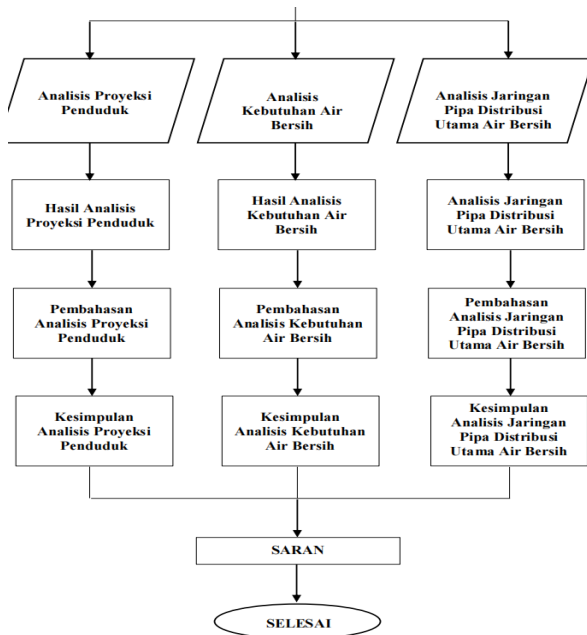 Analisis Proyeksi
Penduduk
Analisis
Kebutuhan Air
Bersih
Analisis Jaringan
Pipa Distribusi
Utama Air Bersih
Hasil Analisis
Proyeksi Penduduk
Hasil Analisis
Kebutuhan Air
Bersih
Analisis Jaringan
Pipa Distribusi
Utama Air Bersih
Pembahasan
Analisis Proyeksi
Penduduk
Pembahasan
Analisis Kebutuhan
Air Bersih
Pembahasan
Analisis Jaringan
Pipa Distribusi
Utama Air Bersih
Kesimpulan
Analisis Proyeksi
Penduduk
Kesimpulan
Analisis Kebutuhan
Air Bersih
Kesimpulan
Analisis Jaringan
Pipa Distribusi
Utama Air Bersih
SARAN
SELESAI